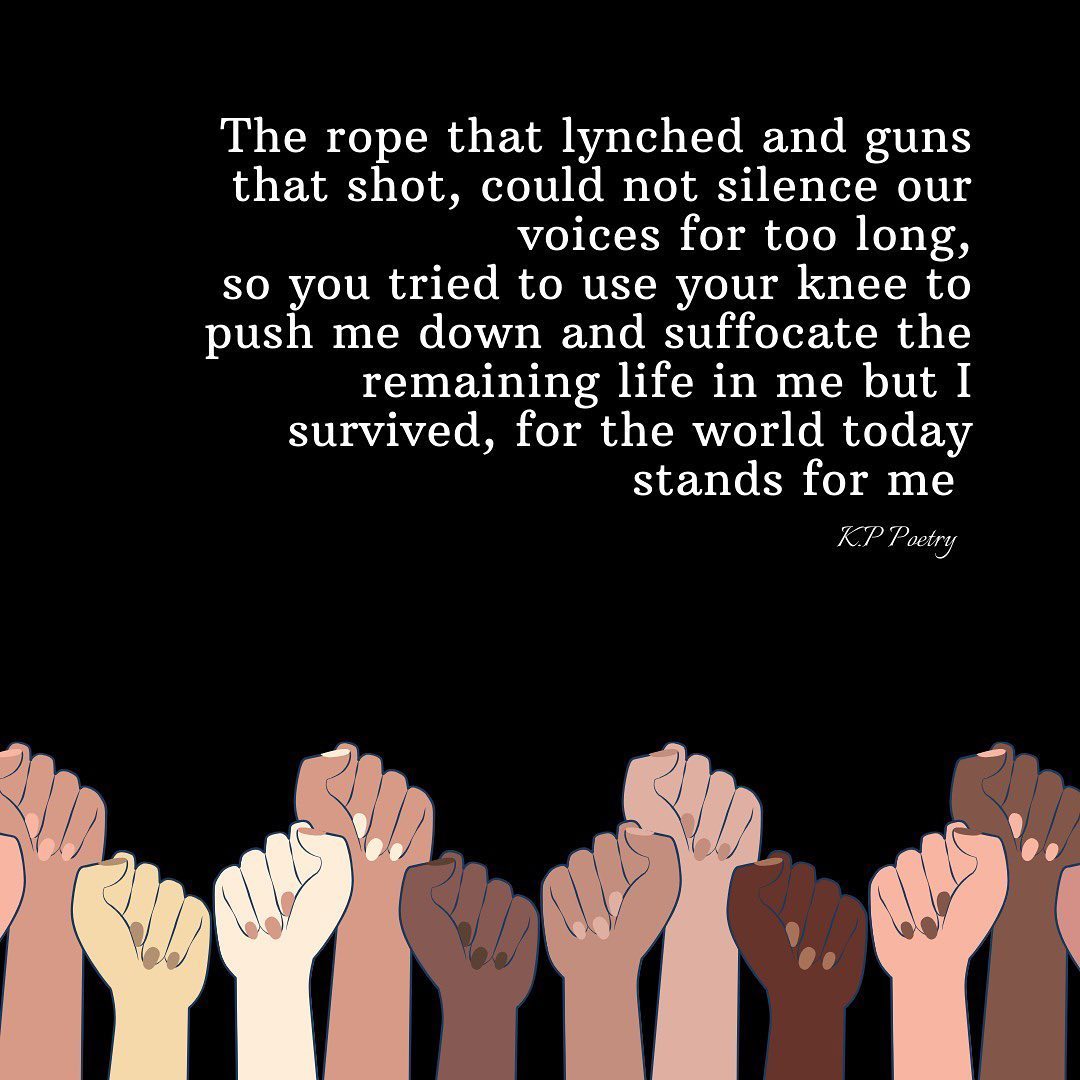 The rope that lynched and guns
that shot, could not silence our
voices for too long,
so you tried to use your knee to
push me down and suffocate the
remaining life in me but I
survived, for the world today
stands for me
K.P Poetry